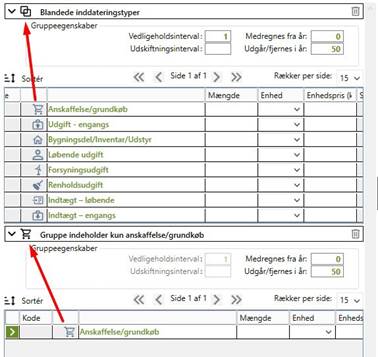 Blandede inddateringstyper
Gruppeegenskaber
Vedligeholdsinterval: 1 Medregnes fra år: 0
Udskiftningsinterval: Udgår/fjernes i år: 50
Sortér Side 1 af 1 Rækker per side: 15
e Mængde Enhed Enhedspris (k S
Anskaffelse/grundkøb
Udgift - engangs
Bygningsdel/Inventar/Udstyr
Løbende udgift
Forsyningsudgift
Renholdsudgift
Indtægt – løbende
Indtægt – engangs
Gruppe indeholder kun anskaffelse/grundkøb
Gruppeegenskaber
Vedligeholdsinterval: 1 Medregnes fra år: 0
Udskiftningsinterval: Udgår/fjernes i år: 50
Sortér Side 1 af 1 Rækker per side: 15
Kode Mængde Enhed Enheds
Anskaffelse/grundkøb